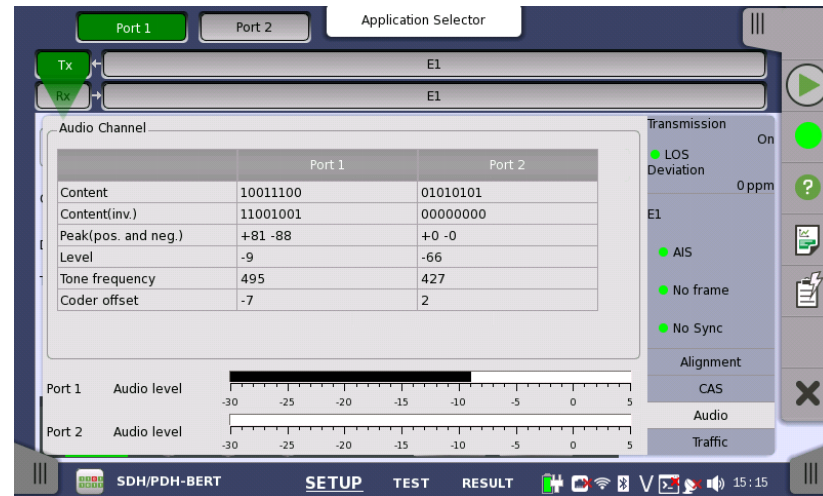 Port 1
Port 2
Application Selector
Tx
E1
Rx
E1
Audio Channel
Port 1 Port 2
Content 10011100 01010101
Content(inv.) 11001001 00000000
Peak(pos. and neg.) +81 -88 +0 -0
Level -9 -66
Tone frequency 495 427
Coder offset -7 2
Port 1 Audio level
-30 -25 -20 -15 -10 -5 0 5
Port 2 Audio level
-30 -25 -20 -15 -10 -5 0 5
Transmission
On
LOS
Deviation
0 ppm
E1
AIS
No frame
No Sync
Alignment
CAS
Audio
Traffic
SDH/PDH-BERT
SETUP
TEST
RESULT
V
15:15